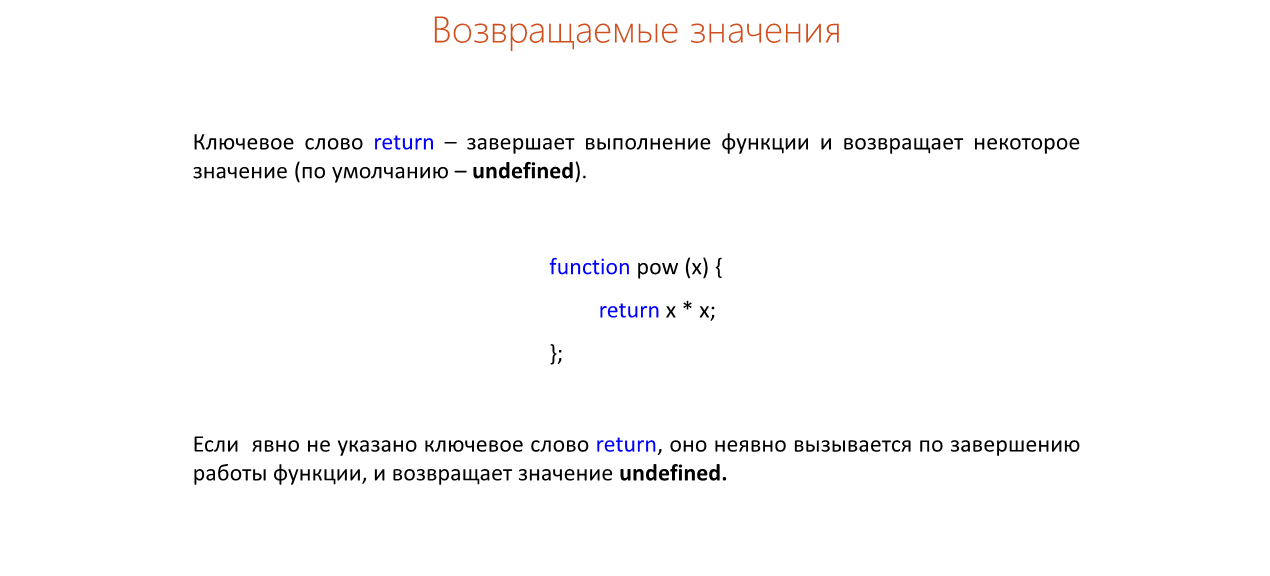 Возвращаемые значения
Ключевое слово return – завершает выполнение функции и возвращает некоторое
значение (по умолчанию – undefined).
function pow (x) {
return x * x;
};
Если явно не указано ключевое слово return, оно неявно вызывается по завершению
работы функции, и возвращает значение undefined.